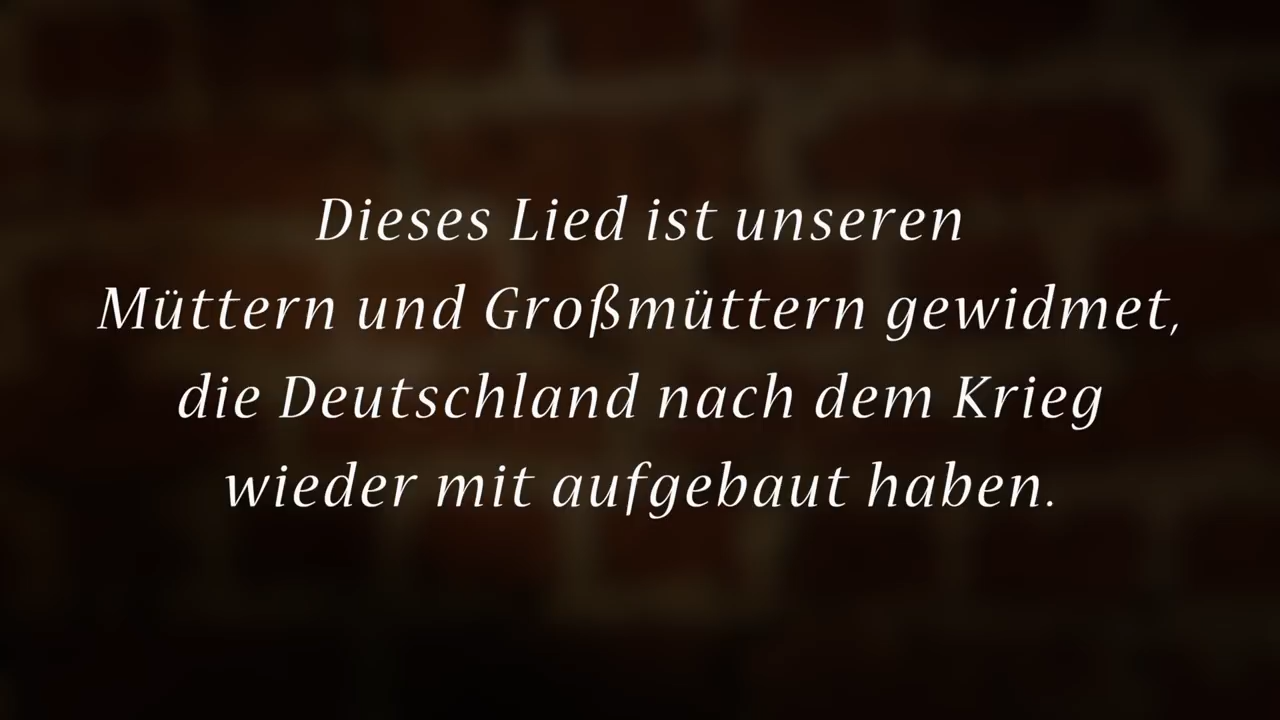 Dieses Lied ist unseren
Müttern und Großmüttern gewidmet,
die Deutschland nach dem Krieg
wieder mit aufgebaut haben.